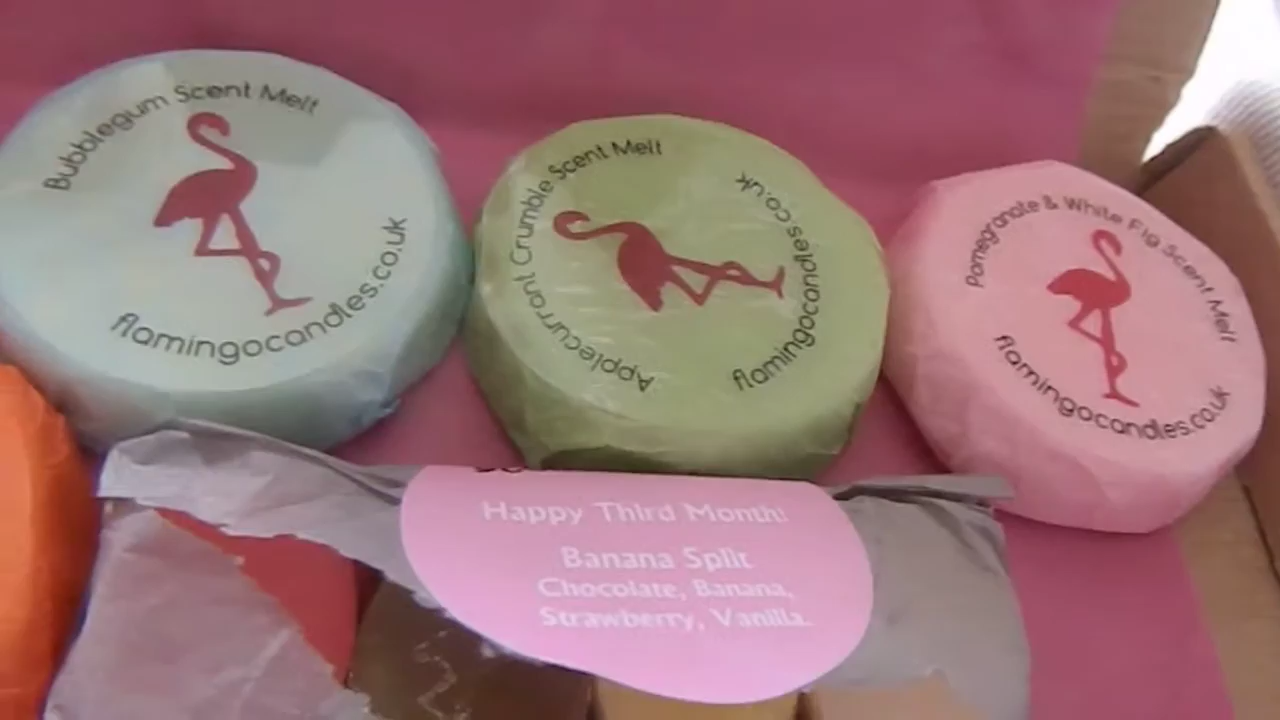 Bubblegum Scent Melt
flamingocandles.co.uk
Applecurrant Crumble Scent Melt
flamingocandles.co.uk
Pomegranate & White Fig Scent Melt
flamingocandles.co.uk
Happy Third Month!
Banana Split
Chocolate, Banana,
Strawberry, Vanilla.